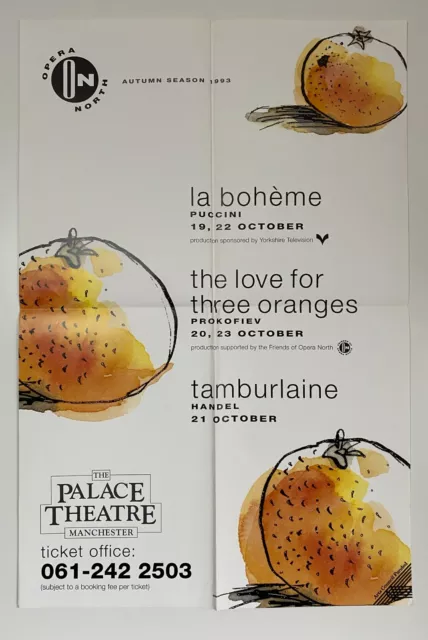 OPERA
ON
NORTH
AUTUMN SEASON 1993
la bohème
PUCCINI
19, 22 OCTOBER
production sponsored by Yorkshire Television
the love for
three oranges
PROKOFIEV
20, 23 OCTOBER
production supported by the Friends of Opera North
tamburlaine
HANDEL
21 OCTOBER
THE
PALACE
THEATRE
MANCHESTER
ticket office:
061-242 2503
(subject to a booking fee per ticket)